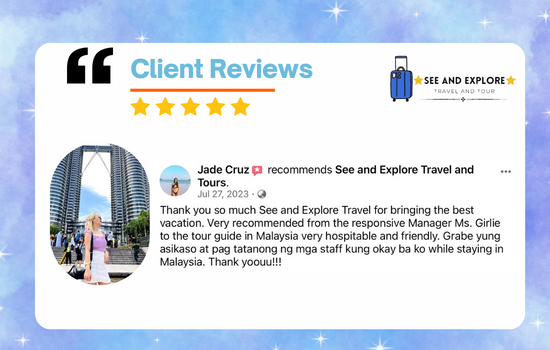 Client Reviews
SEE AND EXPLORE
TRAVEL AND TOUR
Jade Cruz recommends See and Explore Travel and
Tours.
Jul 27, 2023 ·
Thank you so much See and Explore Travel for bringing the best
vacation. Very recommended from the responsive Manager Ms. Girlie
to the tour guide in Malaysia very hospitable and friendly. Grabe yung
asikaso at pag tatanong ng mga staff kung okay ba ko while staying in
Malaysia. Thank yoouu!!!